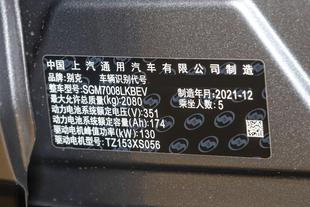 中国上汽通用汽车有限公司制造
品牌：别克 车辆识别代号
整车型号：SGM7008LKBEV 制造年月：2021-12
最大允许总质量(kg)：2080 乘坐人数：5
动力电池系统额定电压(V)：351
动力电池系统额定容量(Ah)：174
驱动电机峰值功率(kW)：130
驱动电机型号：TZ153XS056